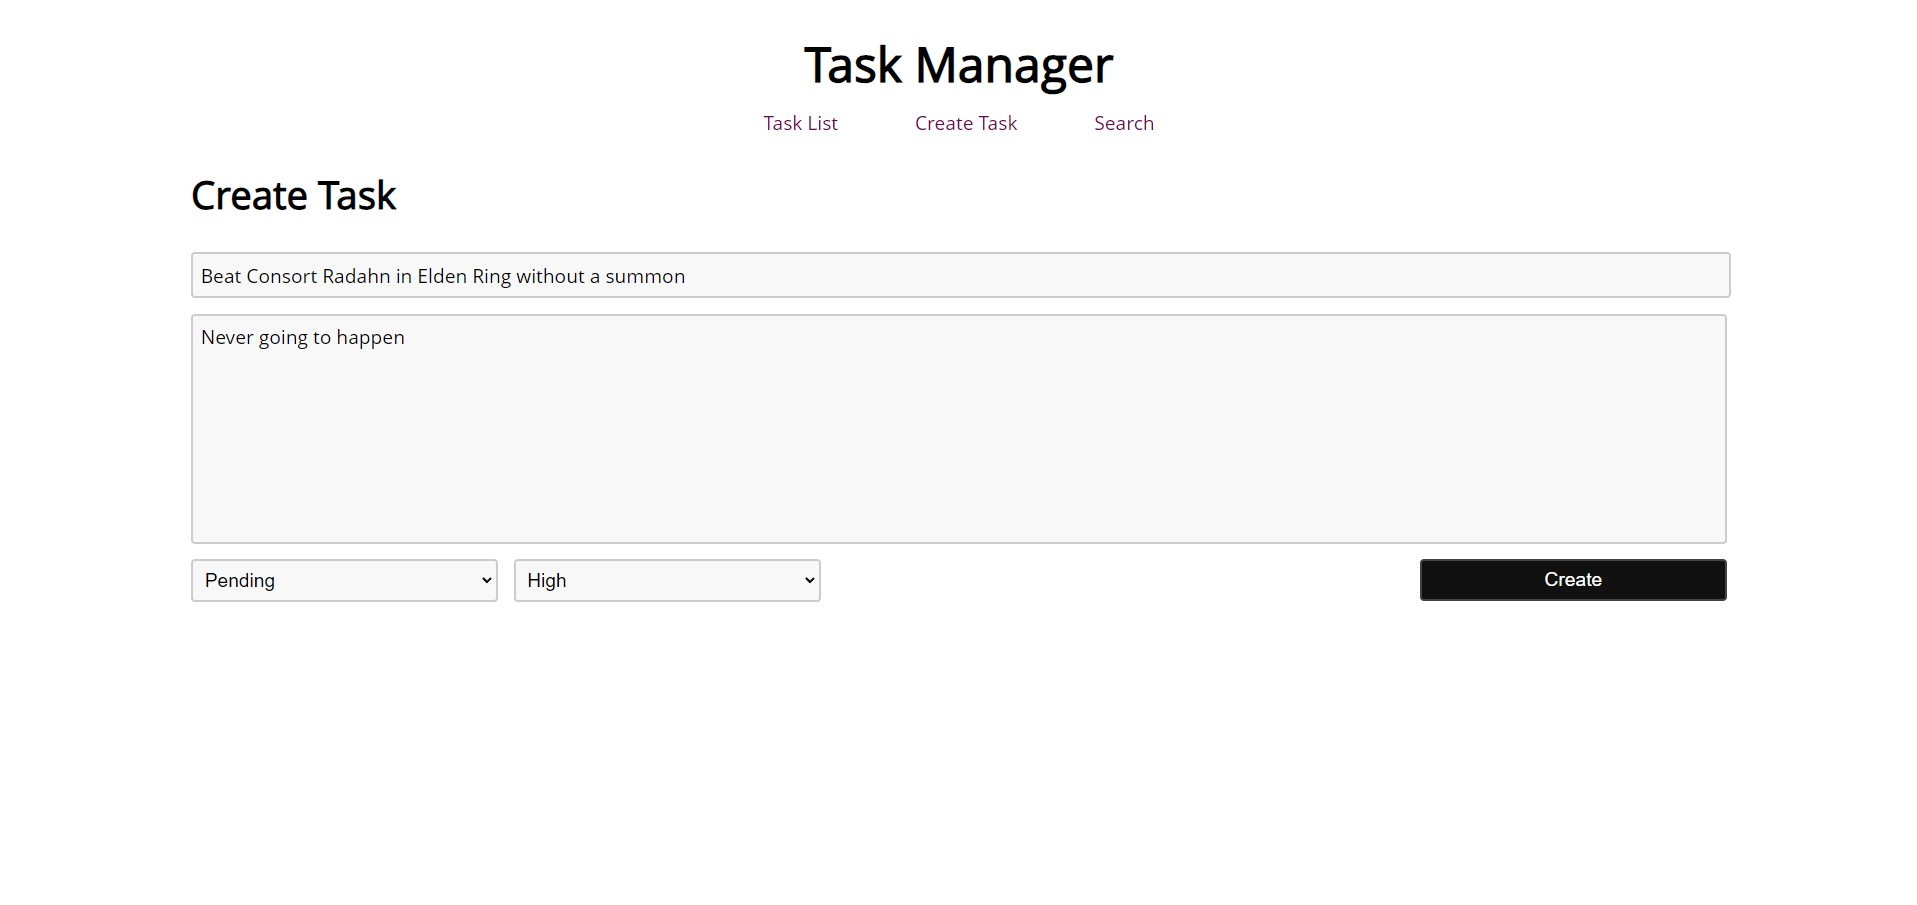 Task Manager
Task List Create Task Search
Create Task
Beat Consort Radahn in Elden Ring without a summon
Never going to happen
Pending High Create